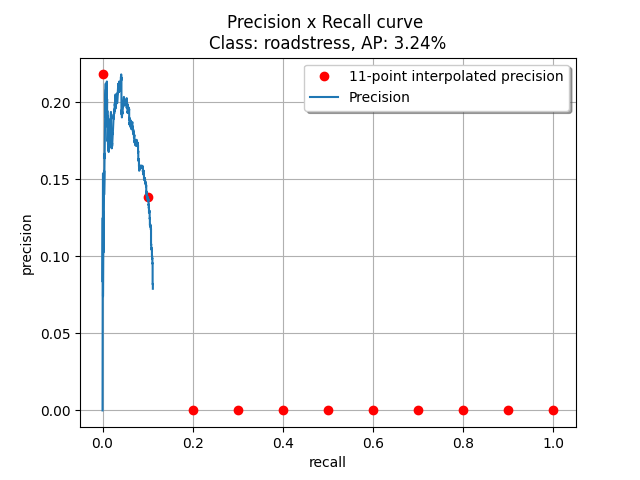 Precision x Recall curve
Class: roadstress, AP: 3.24%
11-point interpolated precision
Precision
precision
0.20
0.15
0.10
0.05
0.00
0.0 0.2 0.4 0.6 0.8 1.0
recall